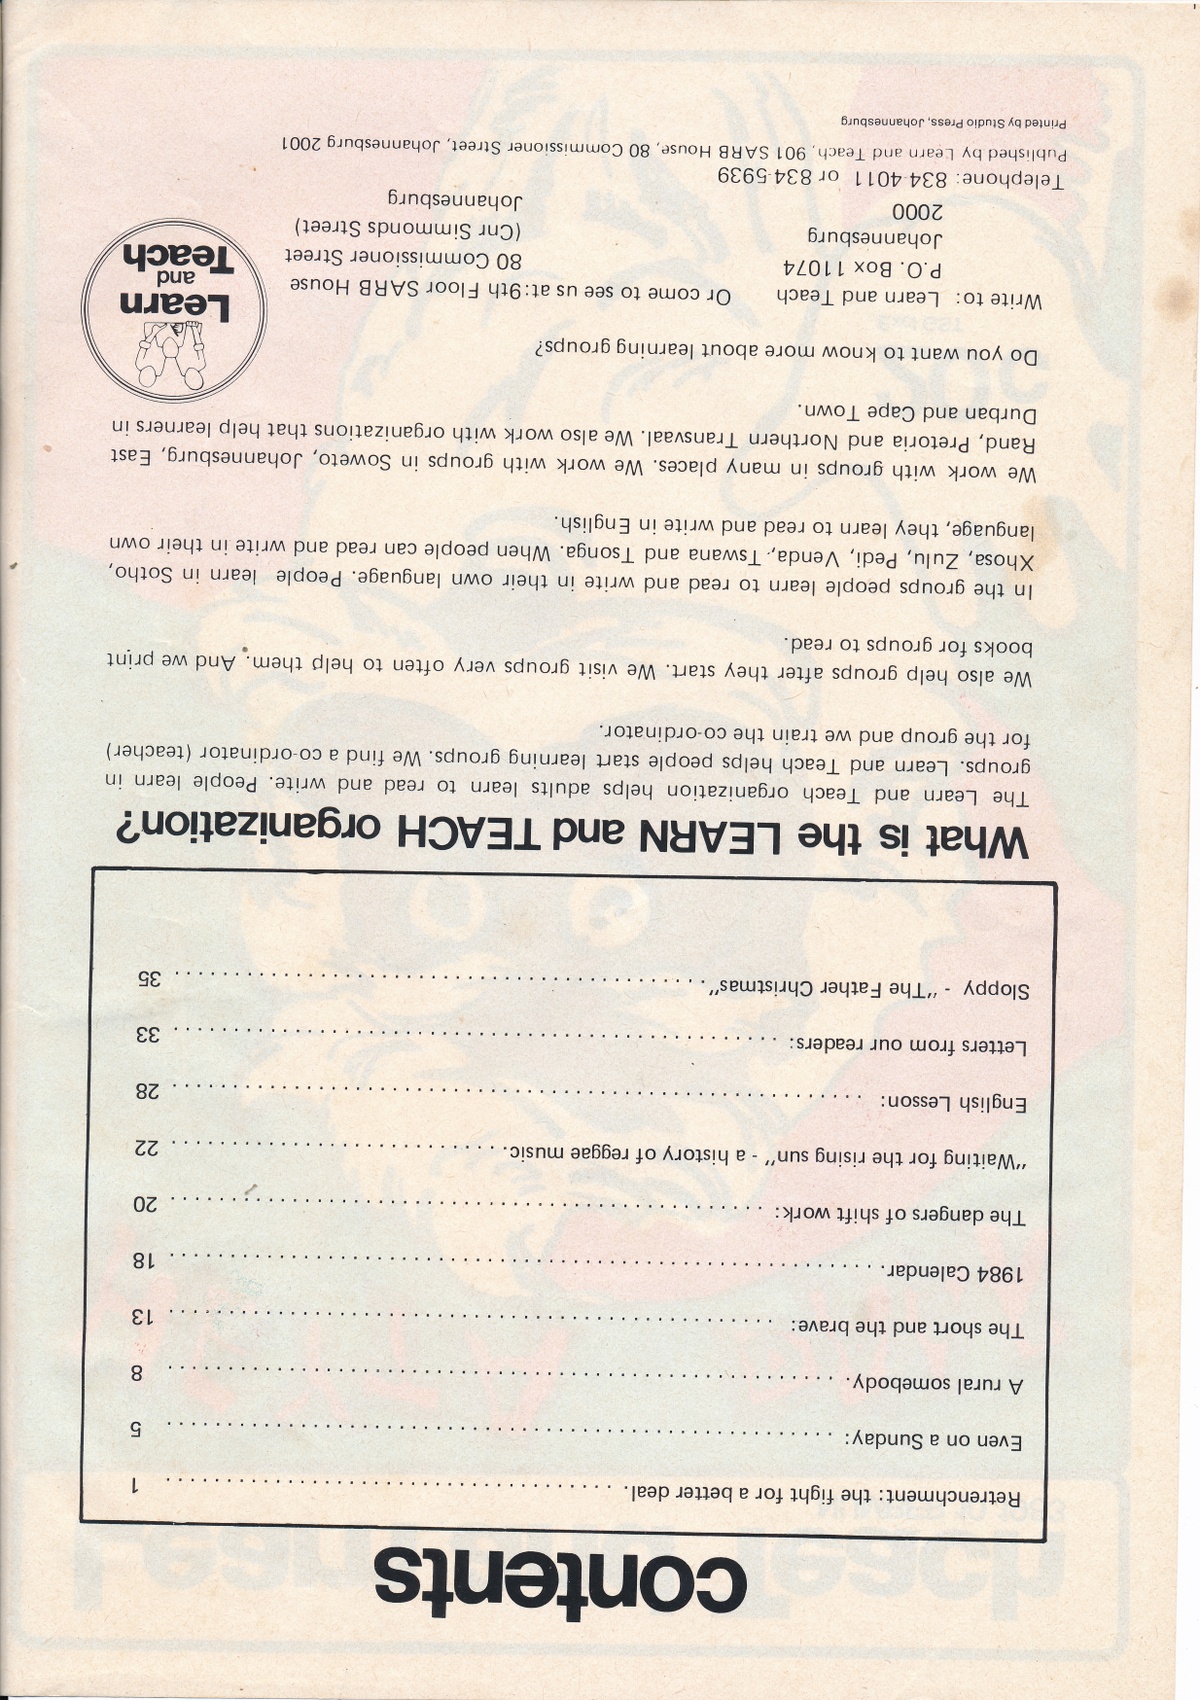 contents
Retrenchment: the fight for a better deal. . . . . . . . . . . . . . . . . . . . . . . . . . . . . . . . . . . . . . . 1
Even on a Sunday: . . . . . . . . . . . . . . . . . . . . . . . . . . . . . . . . . . . . . . . . . . . . . . . . . . . . . . . . . 5
A rural somebody. . . . . . . . . . . . . . . . . . . . . . . . . . . . . . . . . . . . . . . . . . . . . . . . . . . . . . . . . . 8
The short and the brave: . . . . . . . . . . . . . . . . . . . . . . . . . . . . . . . . . . . . . . . . . . . . . . . . . . . . 13
1984 Calendar. . . . . . . . . . . . . . . . . . . . . . . . . . . . . . . . . . . . . . . . . . . . . . . . . . . . . . . . . . . . . 18
The dangers of shift work: . . . . . . . . . . . . . . . . . . . . . . . . . . . . . . . . . . . . . . . . . . . . . . . . . . . 20
"Waiting for the rising sun" - a history of reggae music. . . . . . . . . . . . . . . . . . . . . . . . . . . . . 22
English Lesson: . . . . . . . . . . . . . . . . . . . . . . . . . . . . . . . . . . . . . . . . . . . . . . . . . . . . . . . . . . . 28
Letters from our readers: . . . . . . . . . . . . . . . . . . . . . . . . . . . . . . . . . . . . . . . . . . . . . . . . . . . . 33
Sloppy - "The Father Christmas". . . . . . . . . . . . . . . . . . . . . . . . . . . . . . . . . . . . . . . . . . . . . . 35
What is the LEARN and TEACH organization?
The Learn and Teach organization helps adults learn to read and write. People learn in
groups. Learn and Teach helps people start learning groups. We find a co-ordinator (teacher)
for the group and we train the co-ordinator.
We also help groups after they start. We visit groups very often to help them. And we print
books for groups to read.
In the groups people learn to read and write in their own language. People learn in Sotho,
Xhosa, Zulu, Pedi, Venda, Tswana and Tsonga. When people can read and write in their own
language, they learn to read and write in English.
We work with groups in many places. We work with groups in Soweto, Johannesburg, East
Rand, Pretoria and Northern Transvaal. We also work with organizations that help learners in
Durban and Cape Town.
Do you want to know more about learning groups?
Write to: Learn and Teach
P.O. Box 11074
Johannesburg
2000
Or come to see us at: 9th Floor SARB House
80 Commissioner Street
(Cnr Simmonds Street)
Johannesburg
Learn
and
Teach
Telephone: 834-4011 or 834-5939
Published by Learn and Teach, 901 SARB House, 80 Commissioner Street, Johannesburg 2001
Printed by Studio Press, Johannesburg